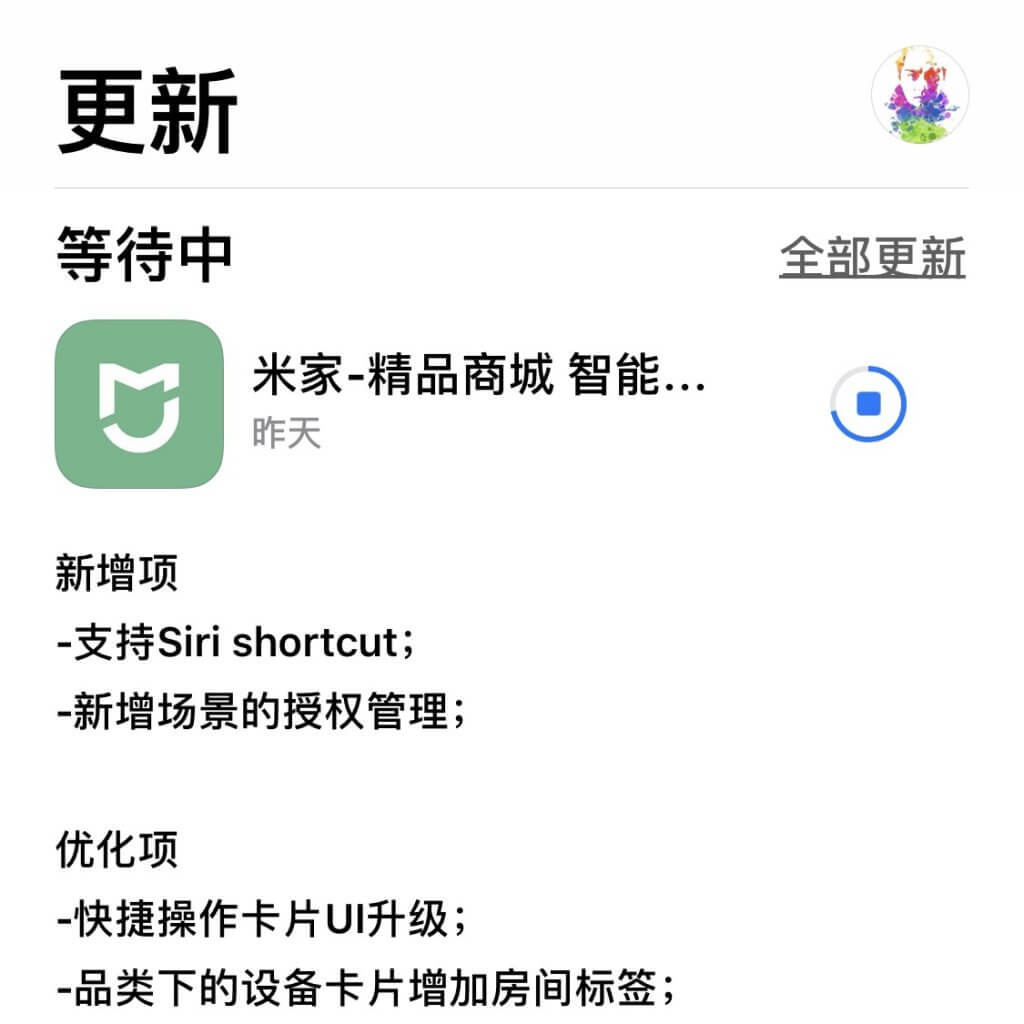 更新
等待中
全部更新
米家-精品商城 智能...
昨天
新增项
-支持Siri shortcut；
-新增场景的授权管理；
优化项
-快捷操作卡片UI升级；
-品类下的设备卡片增加房间标签；